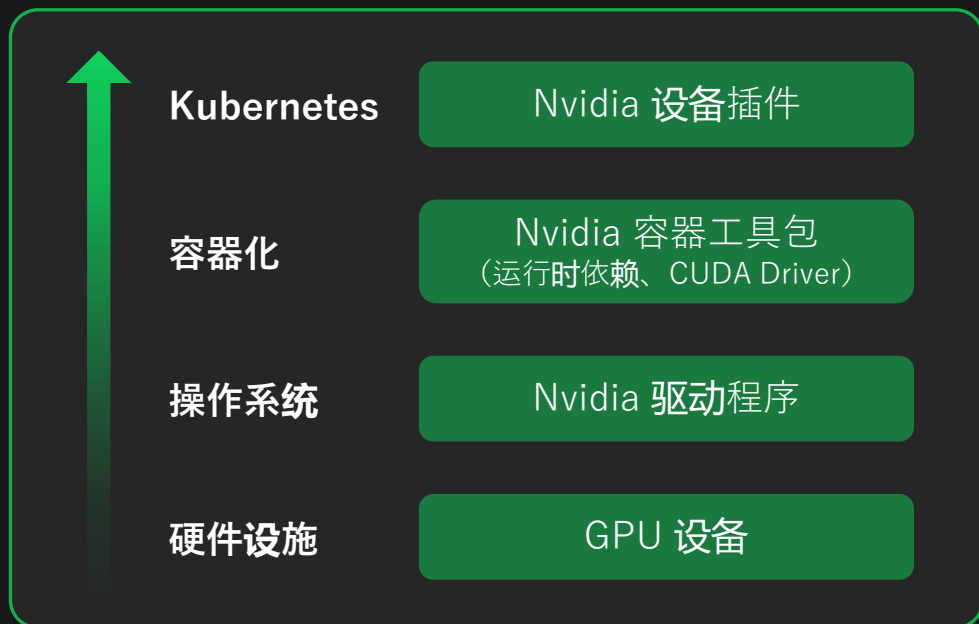 Kubernetes
Nvidia 设备插件
容器化
Nvidia 容器工具包
（运行时依赖、CUDA Driver）
操作系统
Nvidia 驱动程序
硬件设施
GPU 设备